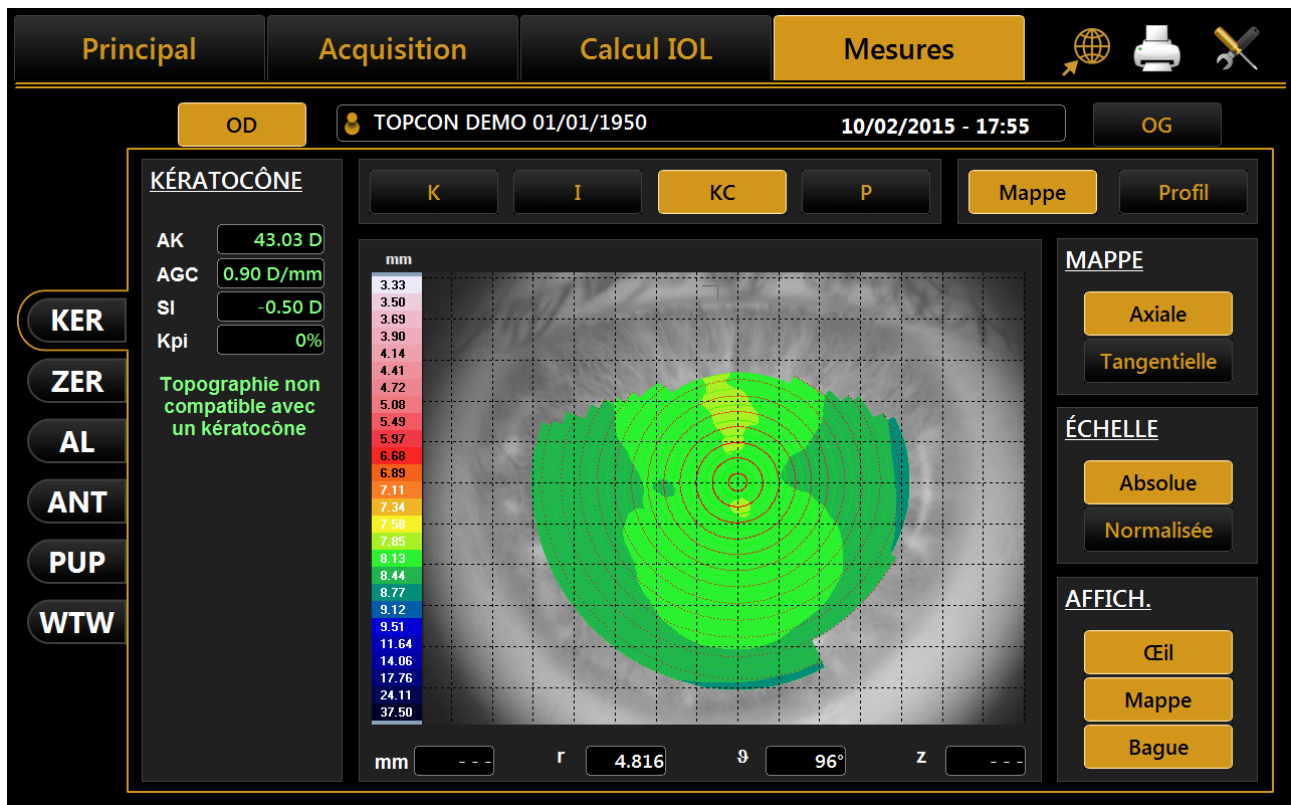 Principal Acquisition Calcul IOL Mesures
OD TOPCON DEMO 01/01/1950 10/02/2015 - 17:55 OG
KÉRATOCÔNE
AK 43.03 D
AGC 0.90 D/mm
SI -0.50 D
Kpi 0%
Topographie non
compatible avec
un kératocône
KER
ZER
AL
ANT
PUP
WTW
K I KC P Mappe Profil
mm
3.33
3.50
3.69
3.90
4.14
4.41
4.72
5.08
5.49
5.97
6.68
6.89
7.11
7.34
7.58
7.85
8.13
8.44
8.77
9.12
9.51
11.64
14.06
17.76
24.11
37.50
mm - - - r 4.816 ϑ 96° z - - -
MAPPE
Axiale
Tangentielle
ÉCHELLE
Absolue
Normalisée
AFFICH.
Œil
Mappe
Bague